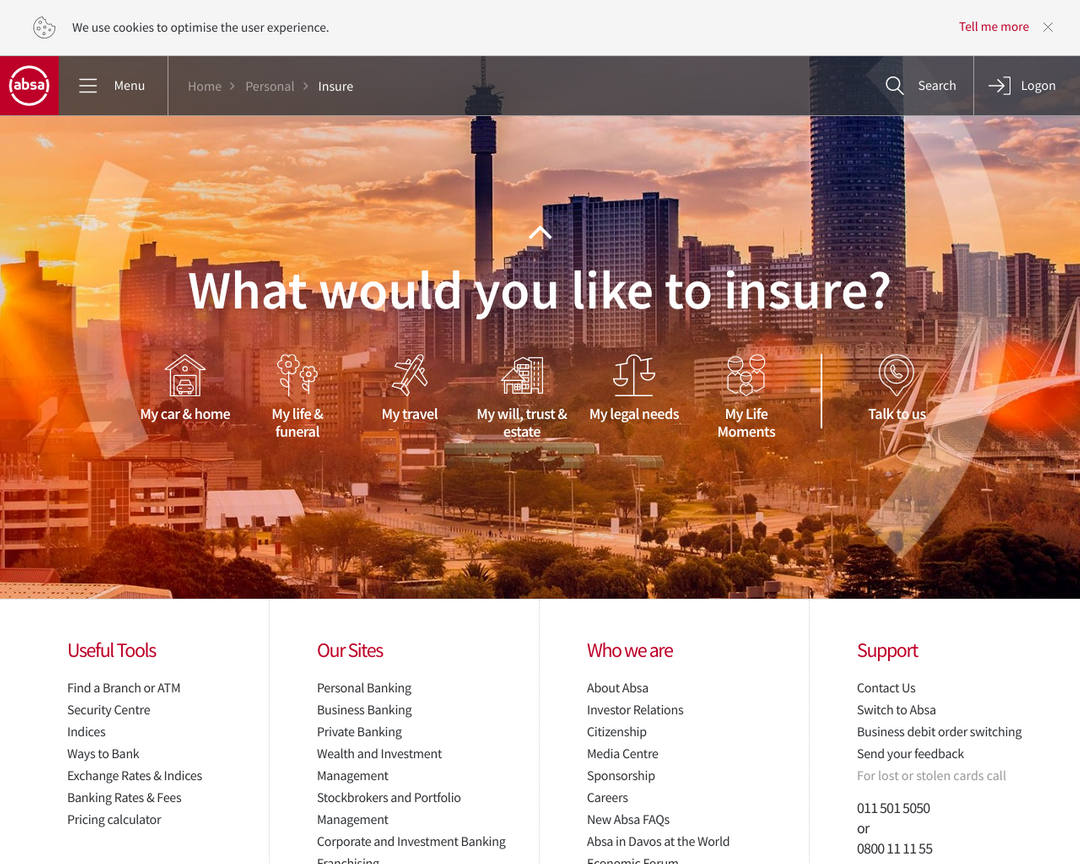 We use cookies to optimise the user experience.
Tell me more
absa
Menu
Home
Personal
Insure
Search
Logon
What would you like to insure?
My car & home
My life &
funeral
My travel
My will, trust &
estate
My legal needs
My Life
Moments
Talk to us
Useful Tools
Find a Branch or ATM
Security Centre
Indices
Ways to Bank
Exchange Rates & Indices
Banking Rates & Fees
Pricing calculator
Our Sites
Personal Banking
Business Banking
Private Banking
Wealth and Investment
Management
Stockbrokers and Portfolio
Management
Corporate and Investment Banking
Franchising
Who we are
About Absa
Investor Relations
Citizenship
Media Centre
Sponsorship
Careers
New Absa FAQs
Absa in Davos at the World
Economic Forum
Support
Contact Us
Switch to Absa
Business debit order switching
Send your feedback
For lost or stolen cards call
011 501 5050
or
0800 11 11 55